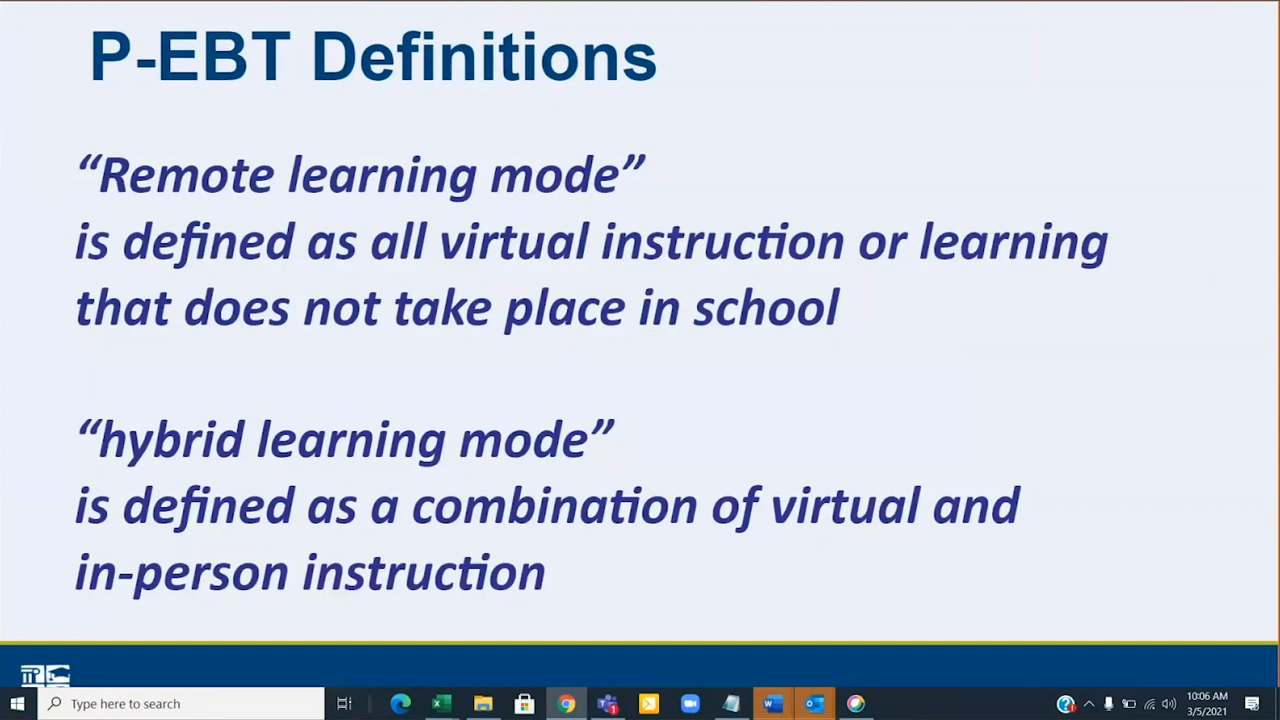 P-EBT Definitions
“Remote learning mode”
is defined as all virtual instruction or learning
that does not take place in school
“hybrid learning mode”
is defined as a combination of virtual and
in-person instruction
Type here to search
10:06 AM
3/5/2021